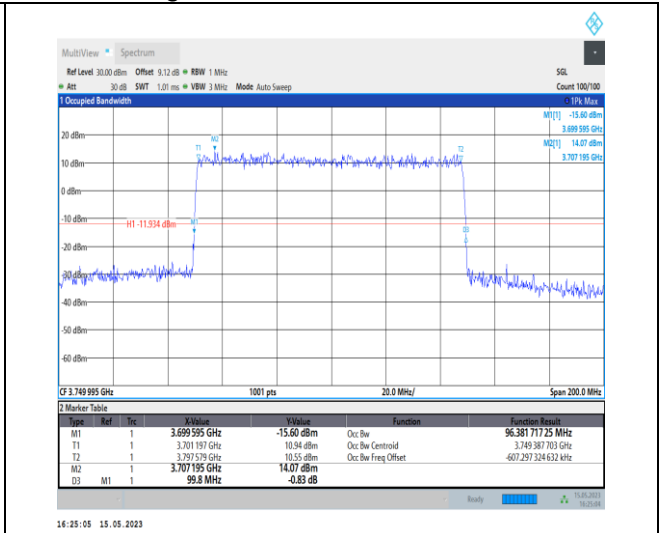 MultiView Spectrum
Ref Level 30.00 dBm Offset 9.12 dB RBW 1 MHz SGL
Att 30 dB SWT 1.01 ms VBW 3 MHz Mode Auto Sweep Count 100/100
1 Occupied Bandwidth 1Pk Max
M1[1] -15.60 dBm
3.699 595 GHz
M2[1] 14.07 dBm
3.707 195 GHz
20 dBm
M2
T1 T2
10 dBm
0 dBm
-10 dBm
H1 -11.934 dBm M1
D3
-20 dBm
-30 dBm
-40 dBm
-50 dBm
-60 dBm
CF 3.749 995 GHz 1001 pts 20.0 MHz/ Span 200.0 MHz
2 Marker Table
Type Ref Trc X-Value Y-Value Function Function Result
M1 1 3.699 595 GHz -15.60 dBm Occ Bw 96.381 717 25 MHz
T1 1 3.701 197 GHz 10.94 dBm Occ Bw Centroid 3.749 387 703 GHz
T2 1 3.797 579 GHz 10.55 dBm Occ Bw Freq Offset -607.297 324 632 kHz
M2 1 3.707 195 GHz 14.07 dBm
D3 M1 1 99.8 MHz -0.83 dB
Ready 15.05.2023
16:25:04
16:25:05 15.05.2023